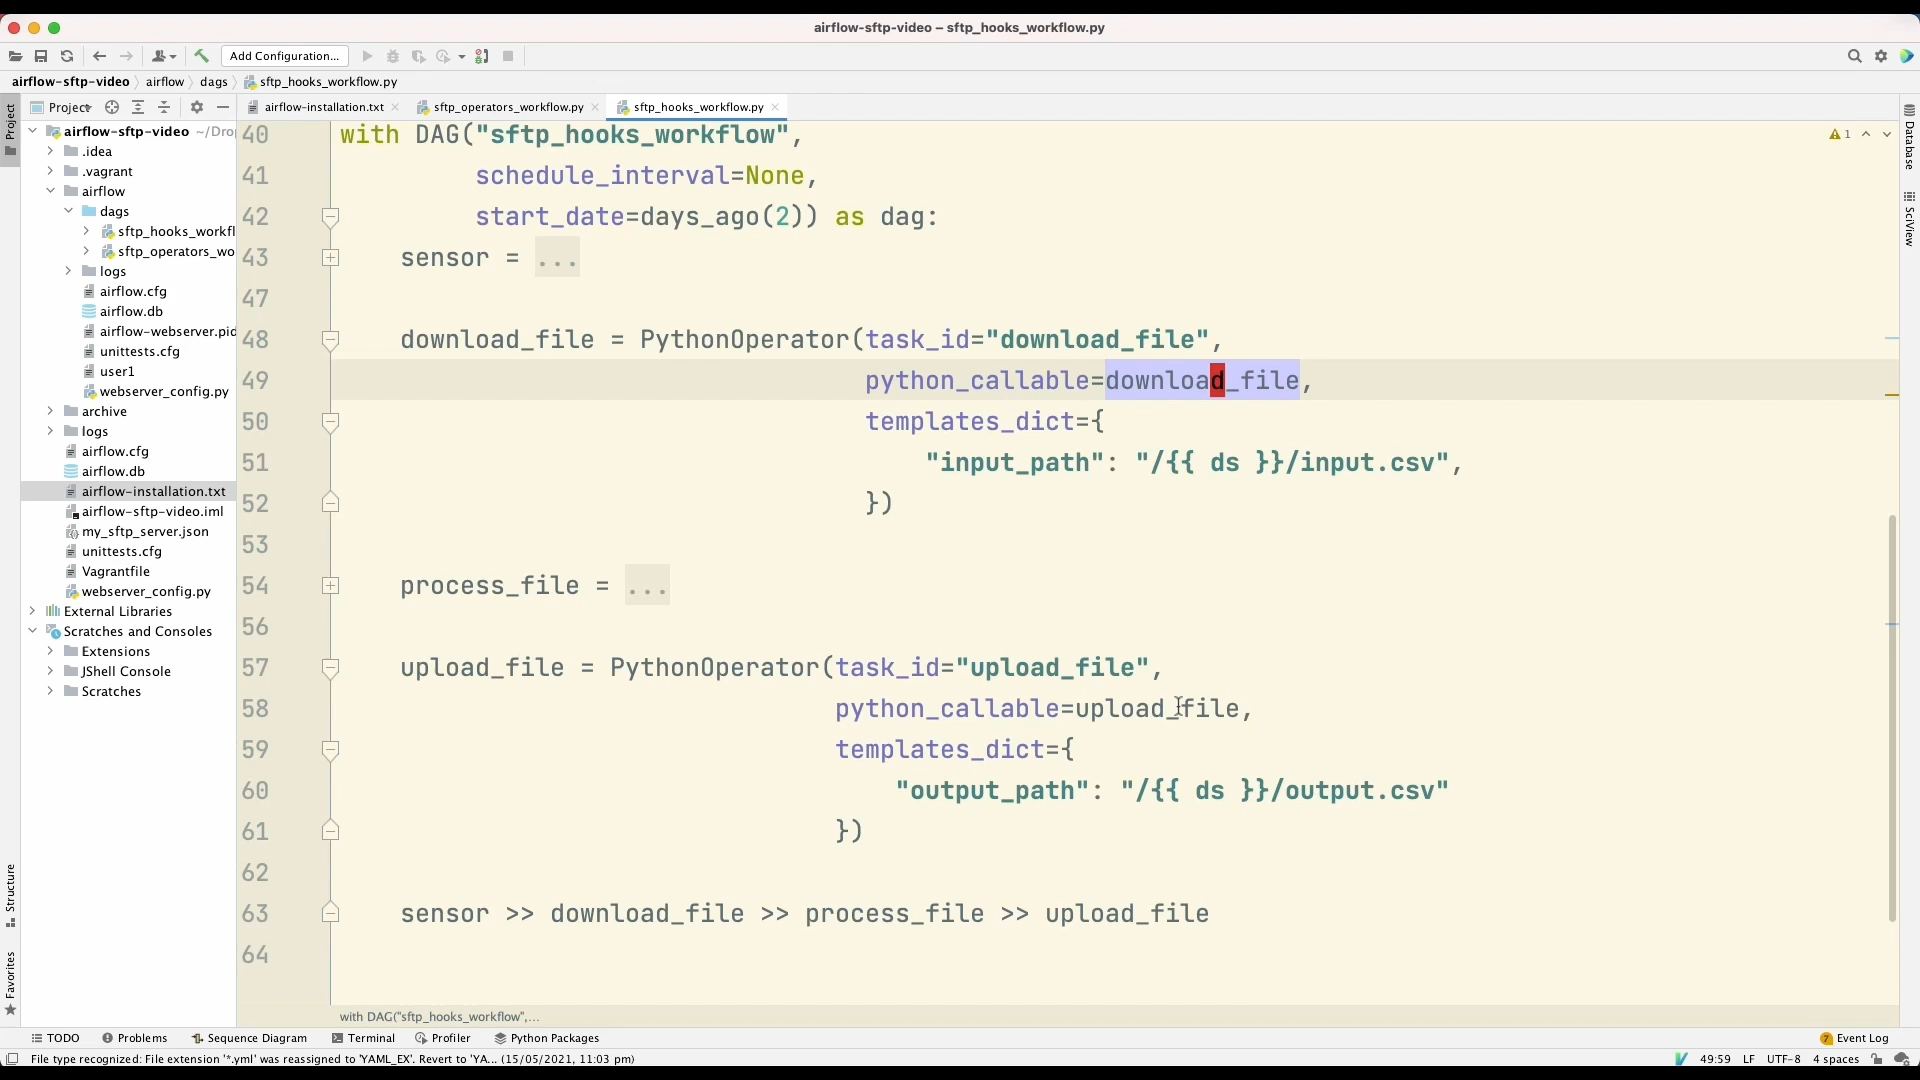 airflow-sftp-video – sftp_hooks_workflow.py
Add Configuration...
airflow-sftp-video airflow dags sftp_hooks_workflow.py
Project
airflow-installation.txt
sftp_operators_workflow.py
sftp_hooks_workflow.py
Project
airflow-sftp-video ~/Dro
.idea
.vagrant
airflow
dags
sftp_hooks_workfl
sftp_operators_wo
logs
airflow.cfg
airflow.db
airflow-webserver.pid
unittests.cfg
user1
webserver_config.py
archive
logs
airflow.cfg
airflow.db
airflow-installation.txt
airflow-sftp-video.iml
my_sftp_server.json
unittests.cfg
Vagrantfile
webserver_config.py
External Libraries
Scratches and Consoles
Extensions
JShell Console
Scratches
Structure
Favorites
40 with DAG("sftp_hooks_workflow",
41 schedule_interval=None,
42 start_date=days_ago(2)) as dag:
43 sensor = ...
47
48 download_file = PythonOperator(task_id="download_file",
49 python_callable=download_file,
50 templates_dict={
51 "input_path": "/{{ ds }}/input.csv",
52 })
53
54 process_file = ...
56
57 upload_file = PythonOperator(task_id="upload_file",
58 python_callable=upload_file,
59 templates_dict={
60 "output_path": "/{{ ds }}/output.csv"
61 })
62
63 sensor >> download_file >> process_file >> upload_file
64
1
Database
SciView
with DAG("sftp_hooks_workflow",...
TODO Problems Sequence Diagram Terminal Profiler Python Packages
7 Event Log
File type recognized: File extension '*.yml' was reassigned to 'YAML_EX'. Revert to 'YA... (15/05/2021, 11:03 pm)
49:59 LF UTF-8 4 spaces